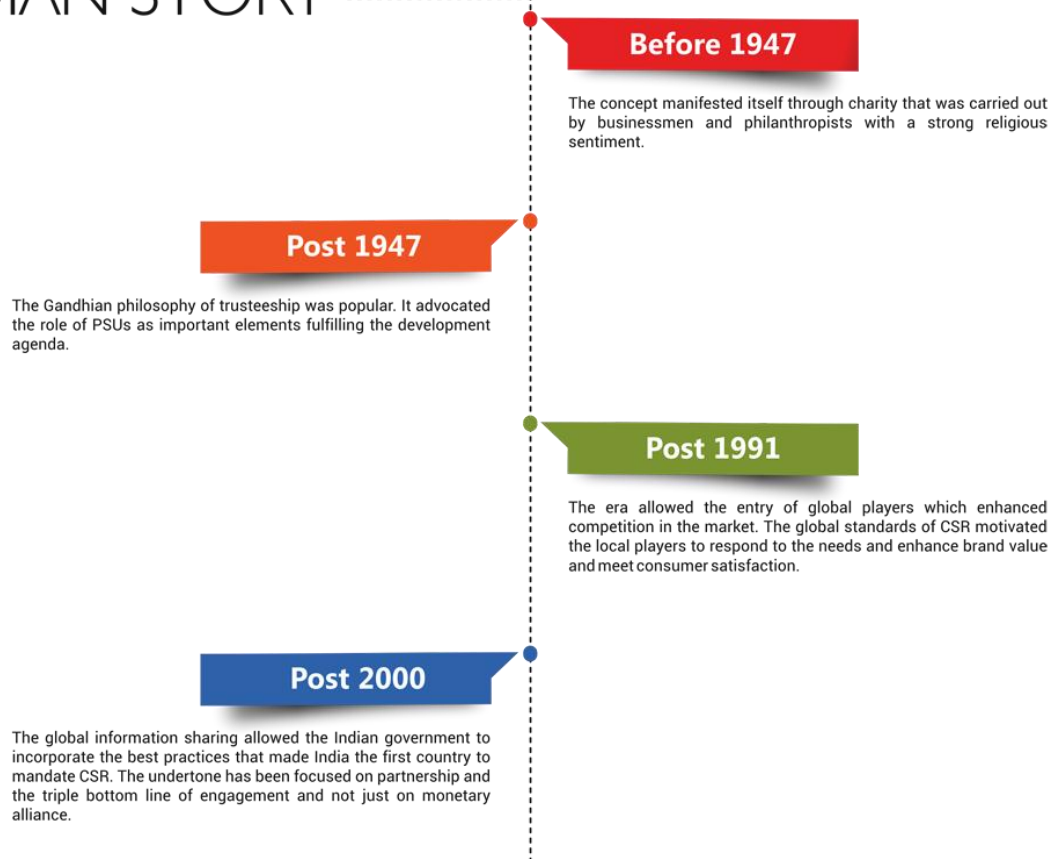 STORY
Before 1947
The concept manifested itself through charity that was carried out
by businessmen and philanthropists with a strong religious
sentiment.
Post 1947
The Gandhian philosophy of trusteeship was popular. It advocated
the role of PSUs as important elements fulfilling the development
agenda.
Post 1991
The era allowed the entry of global players which enhanced
competition in the market. The global standards of CSR motivated
the local players to respond to the needs and enhance brand value
and meet consumer satisfaction.
Post 2000
The global information sharing allowed the Indian government to
incorporate the best practices that made India the first country to
mandate CSR. The undertone has been focused on partnership and
the triple bottom line of engagement and not just on monetary
alliance.